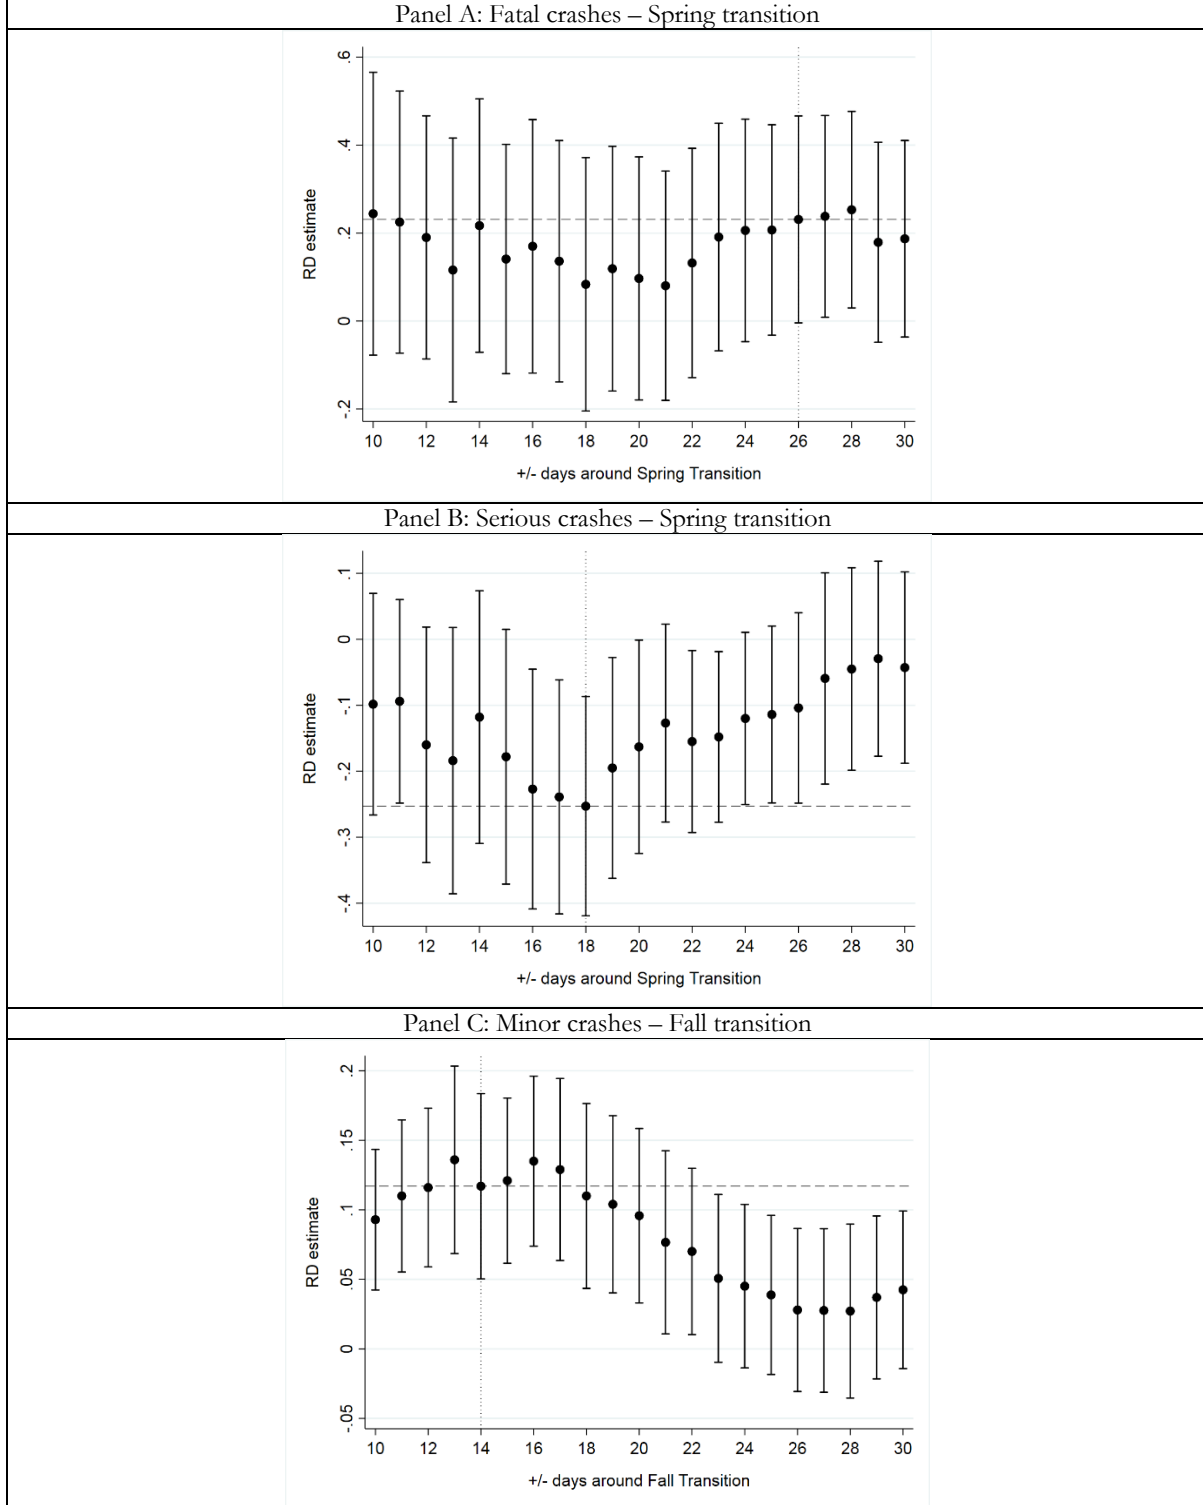 Panel A: Fatal crashes – Spring transition
.6
.4
.2
0
-.2
RD estimate
10 12 14 16 18 20 22 24 26 28 30
+/- days around Spring Transition
Panel B: Serious crashes – Spring transition
.1
0
-.1
-.2
-.3
-.4
RD estimate
10 12 14 16 18 20 22 24 26 28 30
+/- days around Spring Transition
Panel C: Minor crashes – Fall transition
.2
.15
.1
.05
0
-.05
RD estimate
10 12 14 16 18 20 22 24 26 28 30
+/- days around Fall Transition